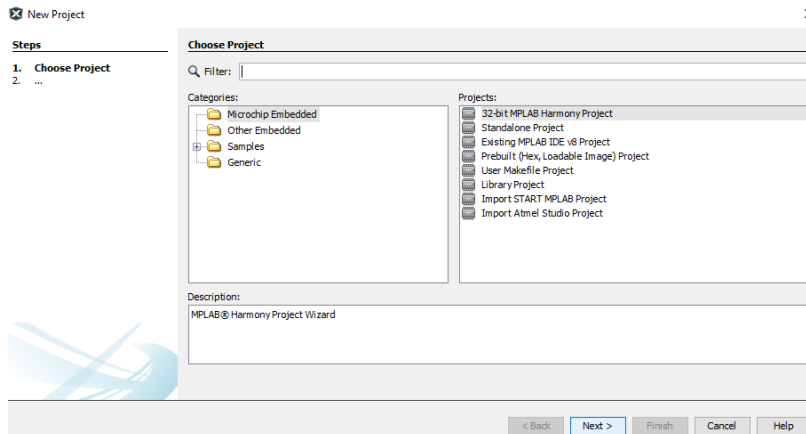 New Project
Steps
1. Choose Project
2. ...
Choose Project
Filter:
Categories:
Microchip Embedded
Other Embedded
Samples
Generic
Projects:
32-bit MPLAB Harmony Project
Standalone Project
Existing MPLAB IDE v8 Project
Prebuilt (Hex, Loadable Image) Project
User Makefile Project
Library Project
Import START MPLAB Project
Import Atmel Studio Project
Description:
MPLAB® Harmony Project Wizard
< Back Next > Finish Cancel Help